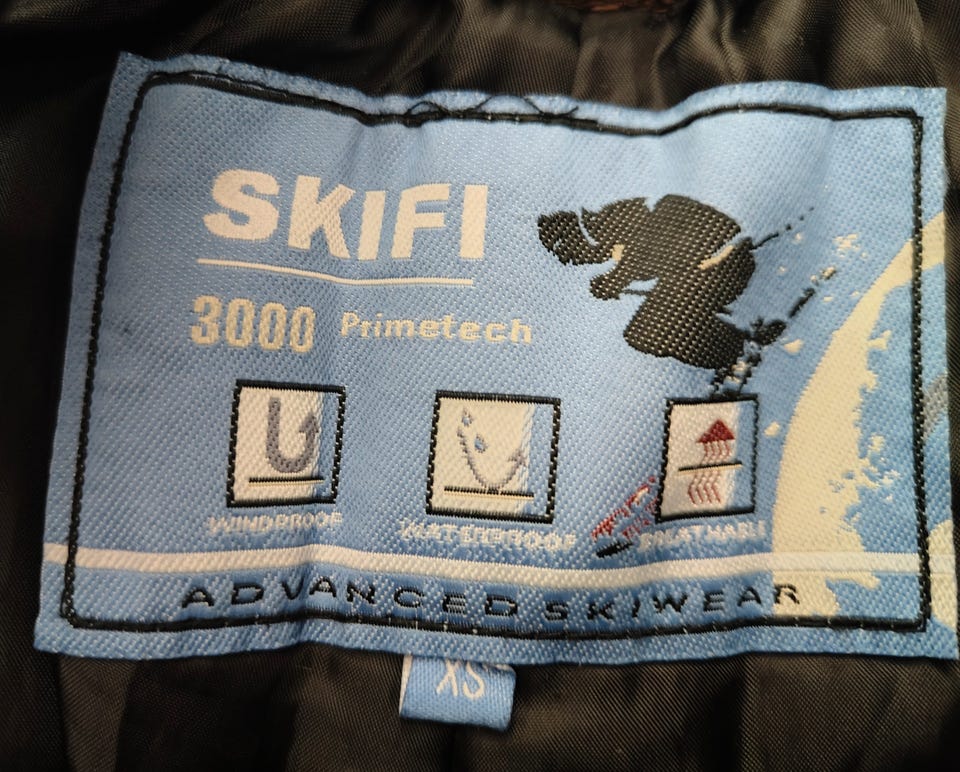 SKIFI
3000 Primetech
WINDPROOF WATERPROOF BREATHABLE
ADVANCED SKIWEAR
XS